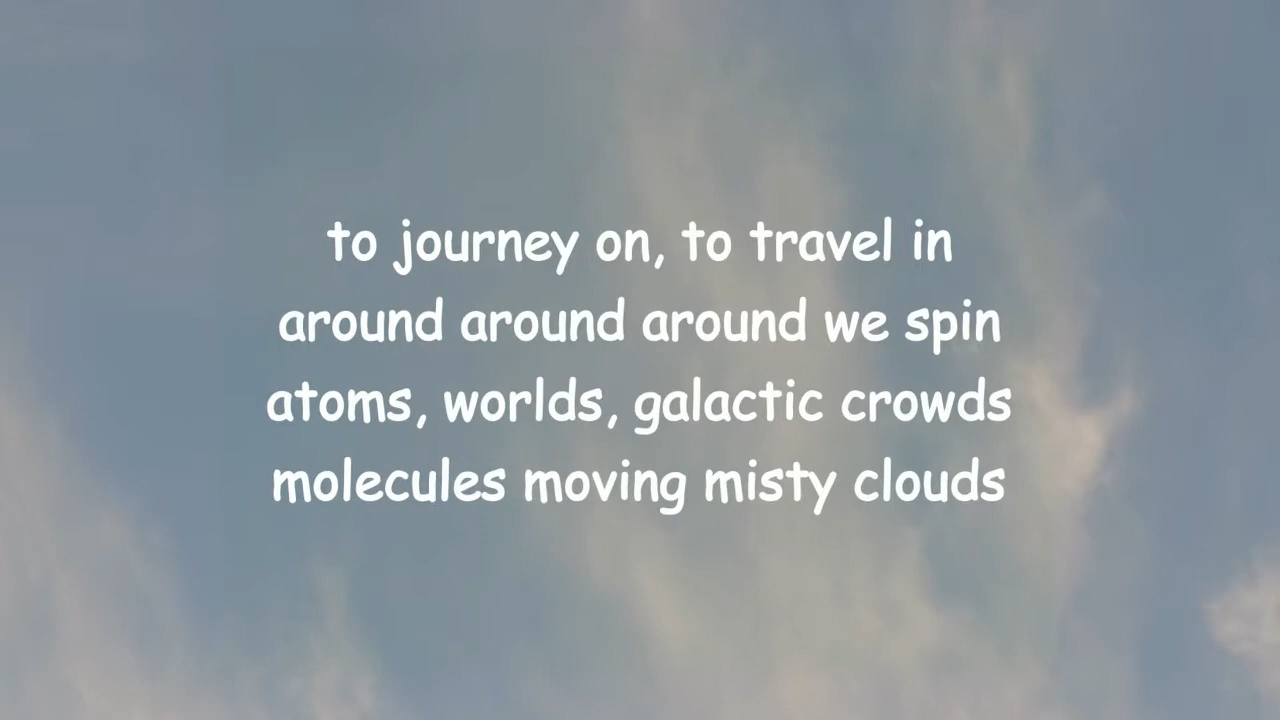 to journey on, to travel in
around around around we spin
atoms, worlds, galactic crowds
molecules moving misty clouds